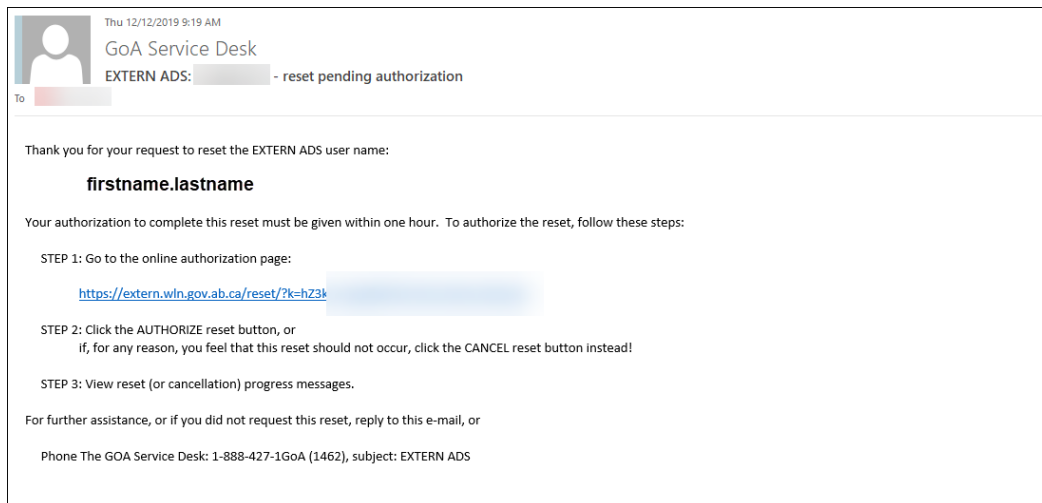 Thu 12/12/2019 9:19 AM
GoA Service Desk
EXTERN ADS: - reset pending authorization
To
Thank you for your request to reset the EXTERN ADS user name:
firstname.lastname
Your authorization to complete this reset must be given within one hour. To authorize the reset, follow these steps:
STEP 1: Go to the online authorization page:
https://extern.wln.gov.ab.ca/reset/?k=hZ3k
STEP 2: Click the AUTHORIZE reset button, or
if, for any reason, you feel that this reset should not occur, click the CANCEL reset button instead!
STEP 3: View reset (or cancellation) progress messages.
For further assistance, or if you did not request this reset, reply to this e-mail, or
Phone The GOA Service Desk: 1-888-427-1GoA (1462), subject: EXTERN ADS